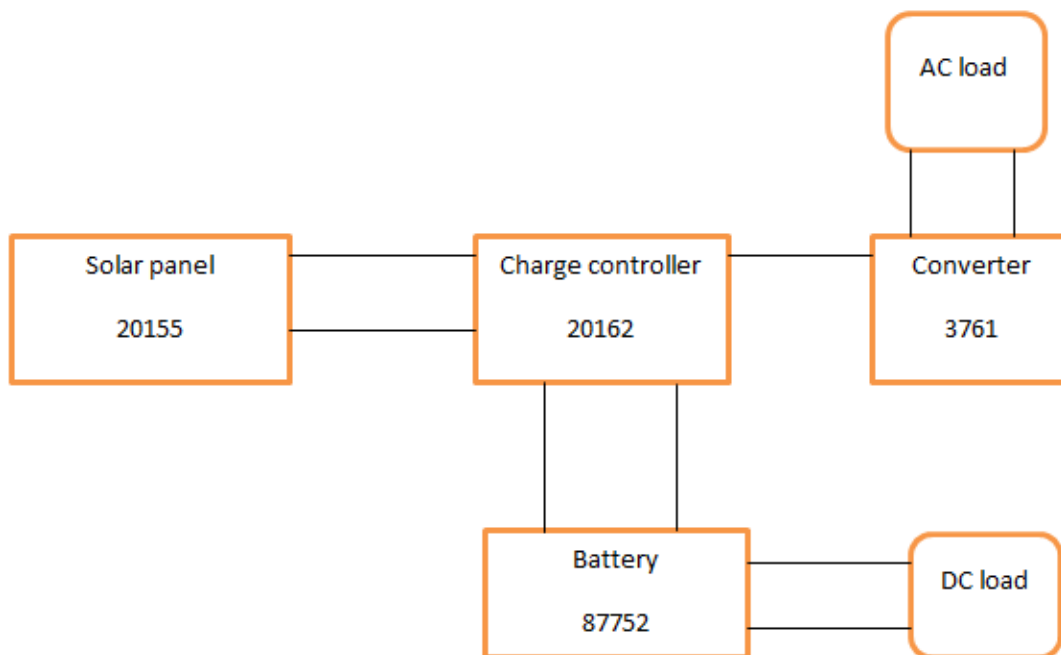 AC load
Solar panel
20155
Charge controller
20162
Converter
3761
Battery
87752
DC load